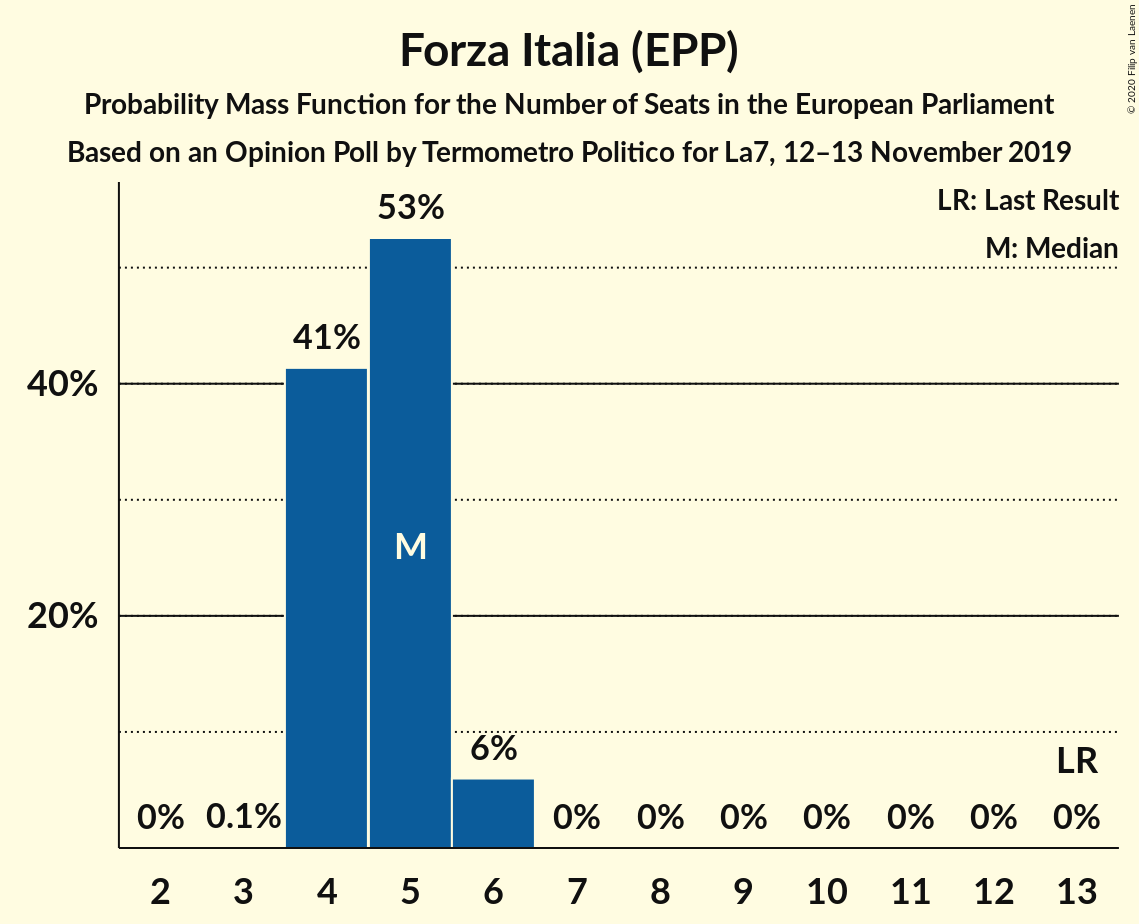 Forza Italia (EPP)
Probability Mass Function for the Number of Seats in the European Parliament
Based on an Opinion Poll by Termometro Politico for La7, 12–13 November 2019
© 2020 Filip van Laenen
LR: Last Result
M: Median
53%
41%
40%
M
20%
6%
LR
0% 0.1% 0% 0% 0% 0% 0% 0% 0%
2 3 4 5 6 7 8 9 10 11 12 13